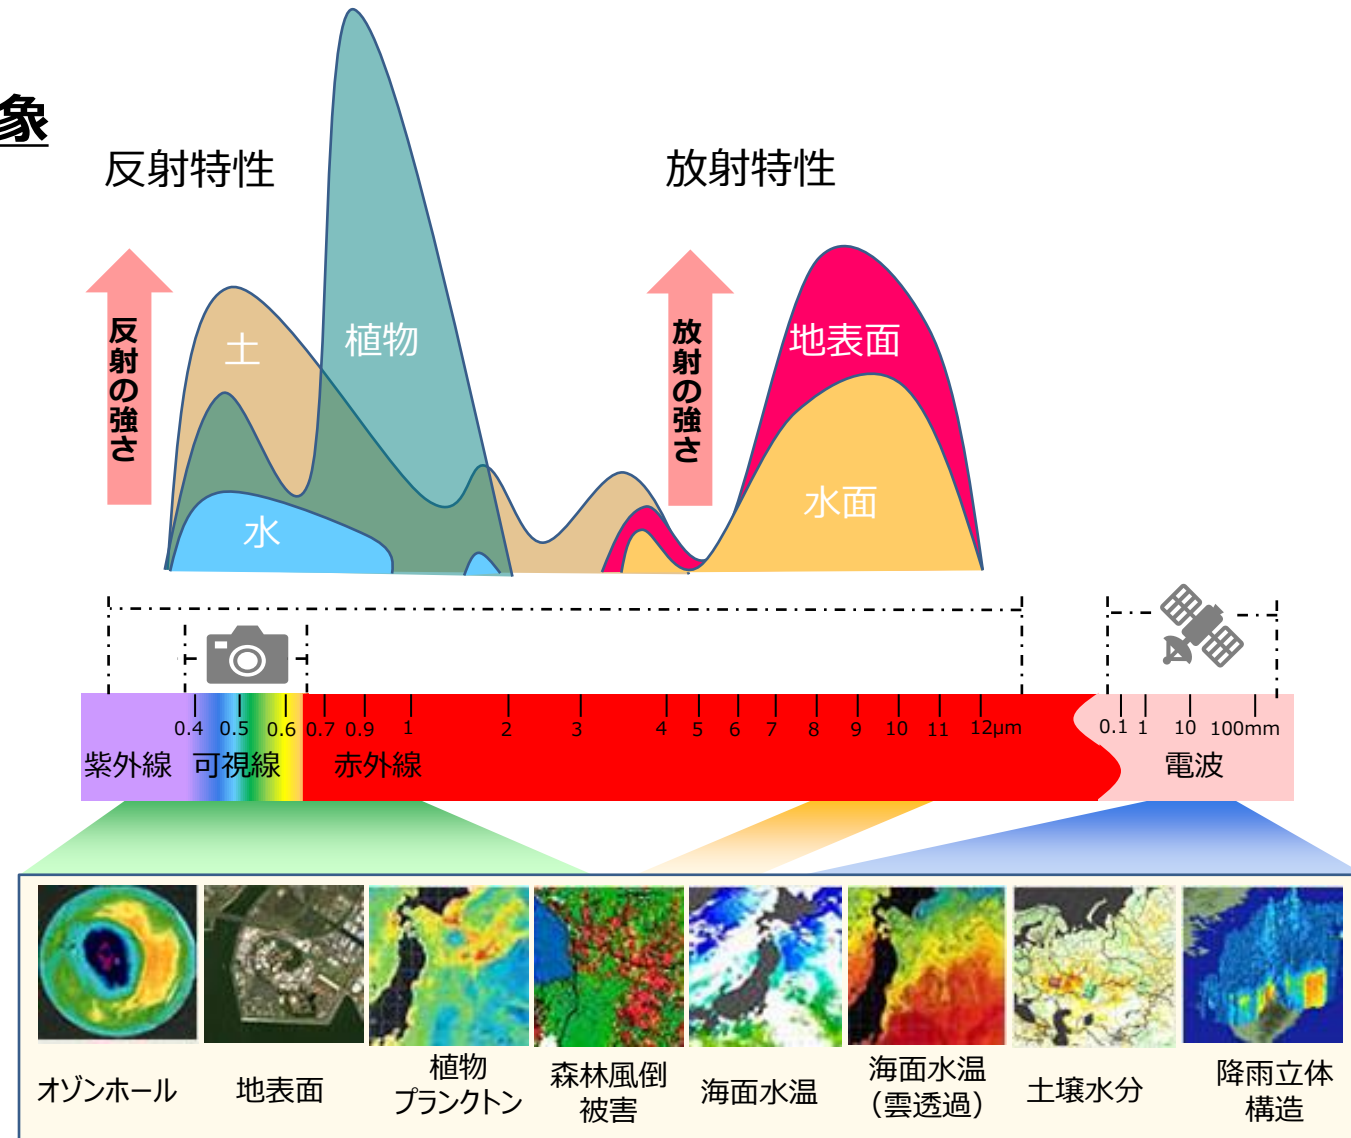 象
反射特性
放射特性
反射の強さ
土
植物
水
放射の強さ
地表面
水面
0.4 0.5 0.6 0.7 0.9 1 2 3 4 5 6 7 8 9 10 11 12μm 0.1 1 10 100mm
紫外線 可視線 赤外線 電波
オゾンホール
地表面
植物
プランクトン
森林風倒
被害
海面水温
海面水温
（雲透過）
土壌水分
降雨立体
構造